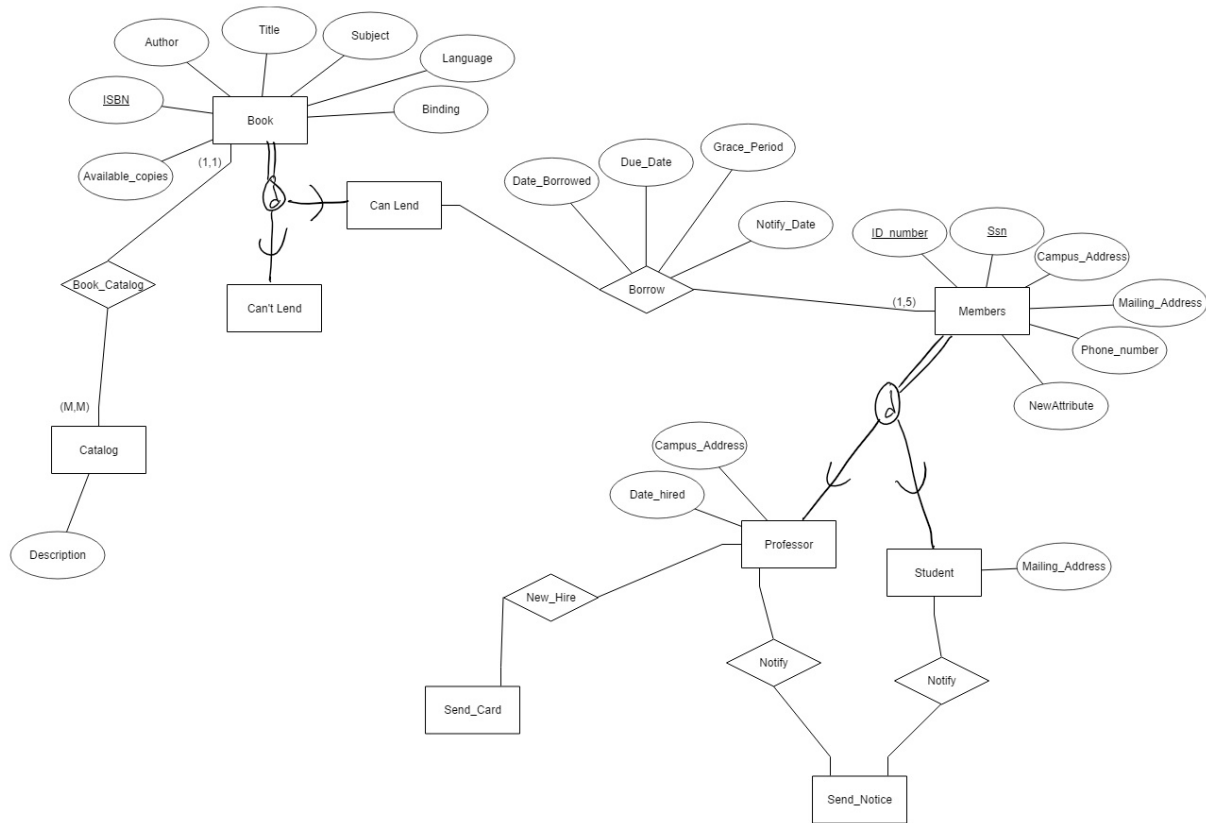 Title
Author
Subject
Language
ISBN
Binding
Book
Available_copies
(1,1)
Can Lend
Can't Lend
Book_Catalog
(M,M)
Catalog
Description
Date_Borrowed
Due_Date
Grace_Period
Notify_Date
Borrow
(1,5)
ID_number
Ssn
Campus_Address
Mailing_Address
Members
Phone_number
NewAttribute
d
d
Campus_Address
Date_hired
Professor
Student
Mailing_Address
New_Hire
Notify
Notify
Send_Card
Send_Notice